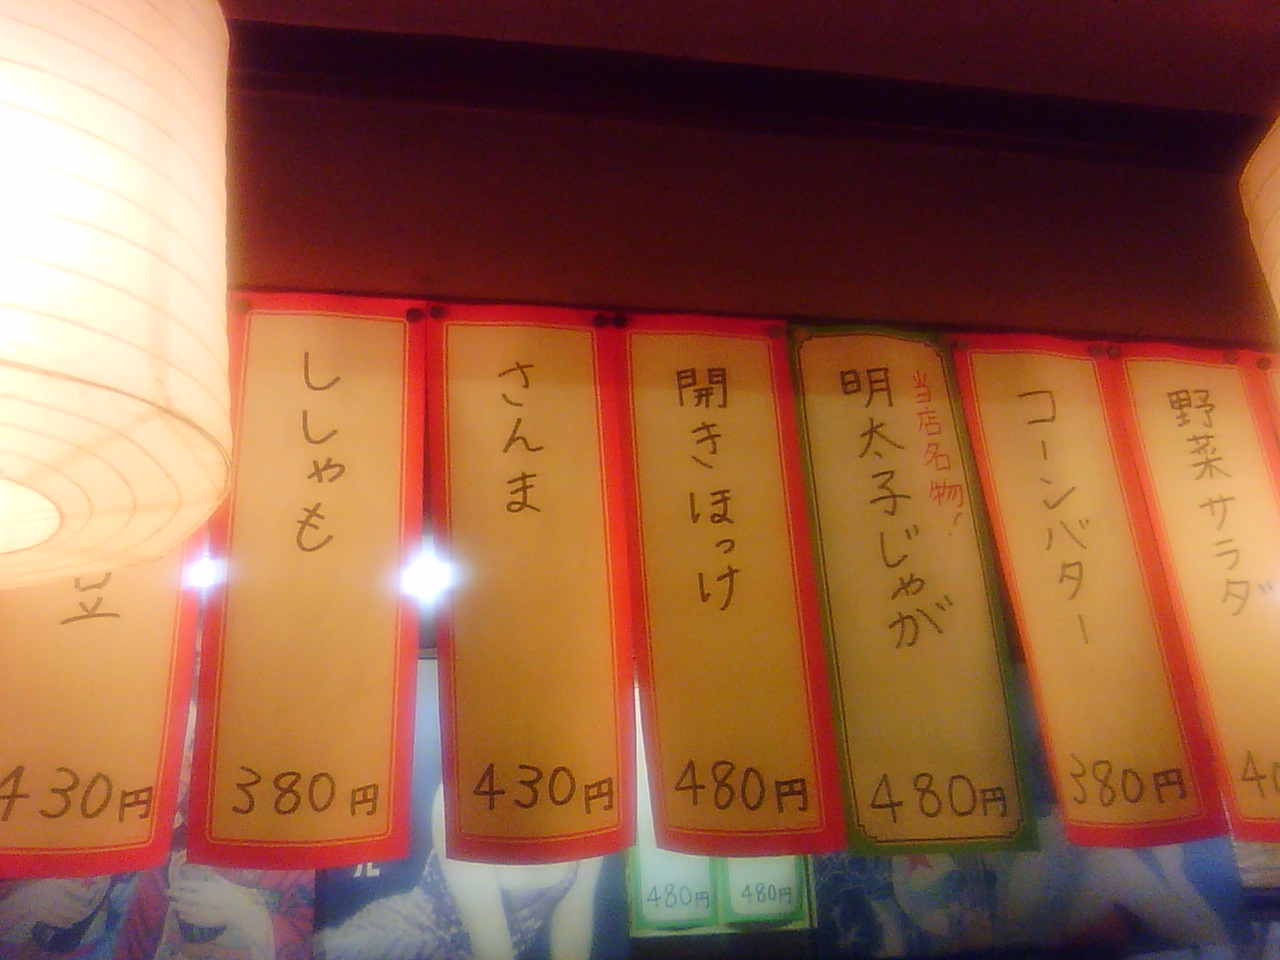 豆
430円
ししゃも
380円
さんま
430円
開きほっけ
480円
当店名物!
明太子じゃが
480円
コーンバター
380円
野菜サラダ
480円
480円